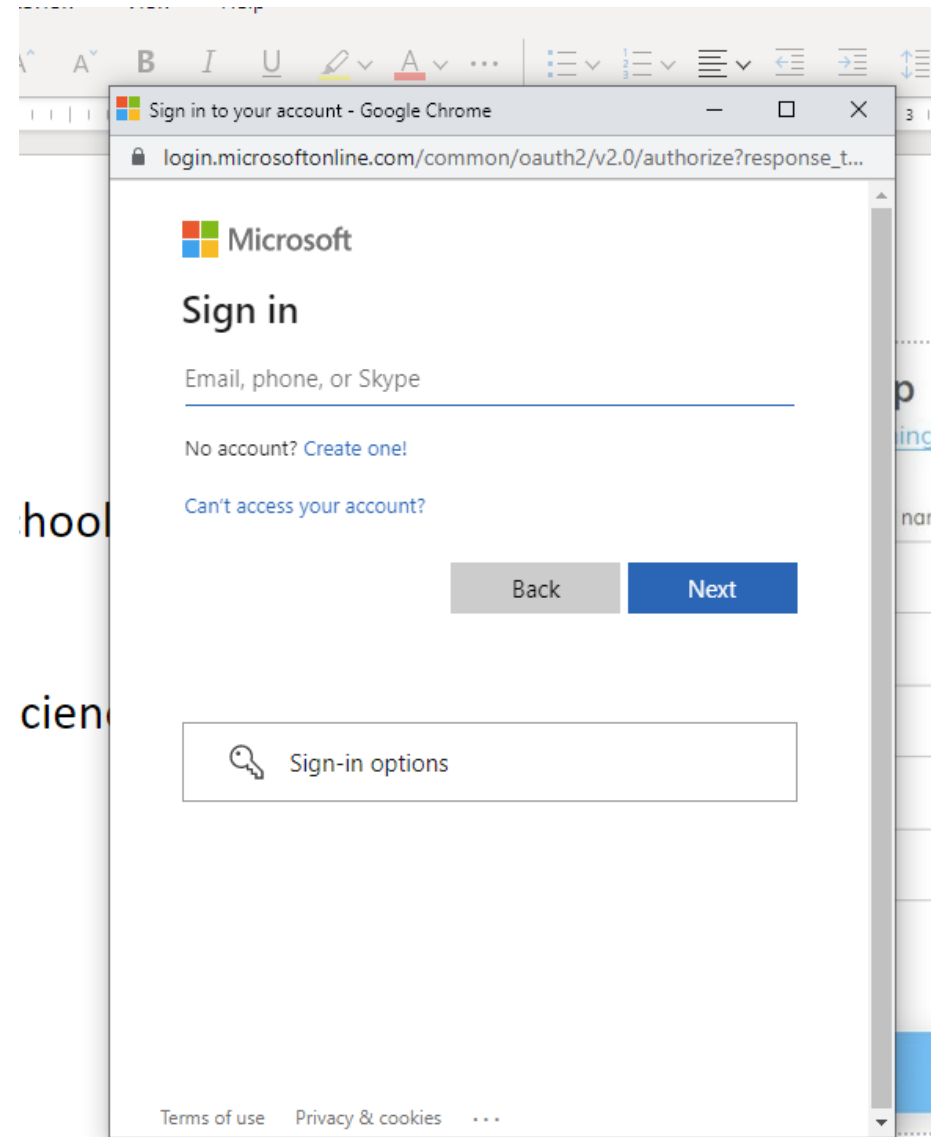 A A B I U A
Sign in to your account - Google Chrome
3
login.microsoftonline.com/common/oauth2/v2.0/authorize?response_t...
Microsoft
Sign in
Email, phone, or Skype
No account? Create one!
Can't access your account?
Back Next
Sign-in options
Terms of use Privacy & cookies ...